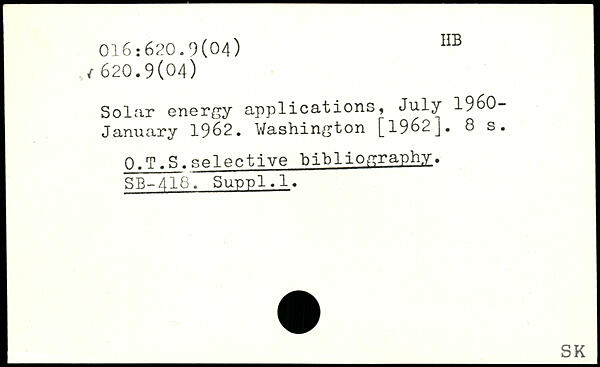 016:620.9(04)
HB
√ 620.9(04)
Solar energy applications, July 1960-
January 1962. Washington [1962]. 8 s.
O.T.S.selective bibliography.
SB-418. Suppl.1.
SK